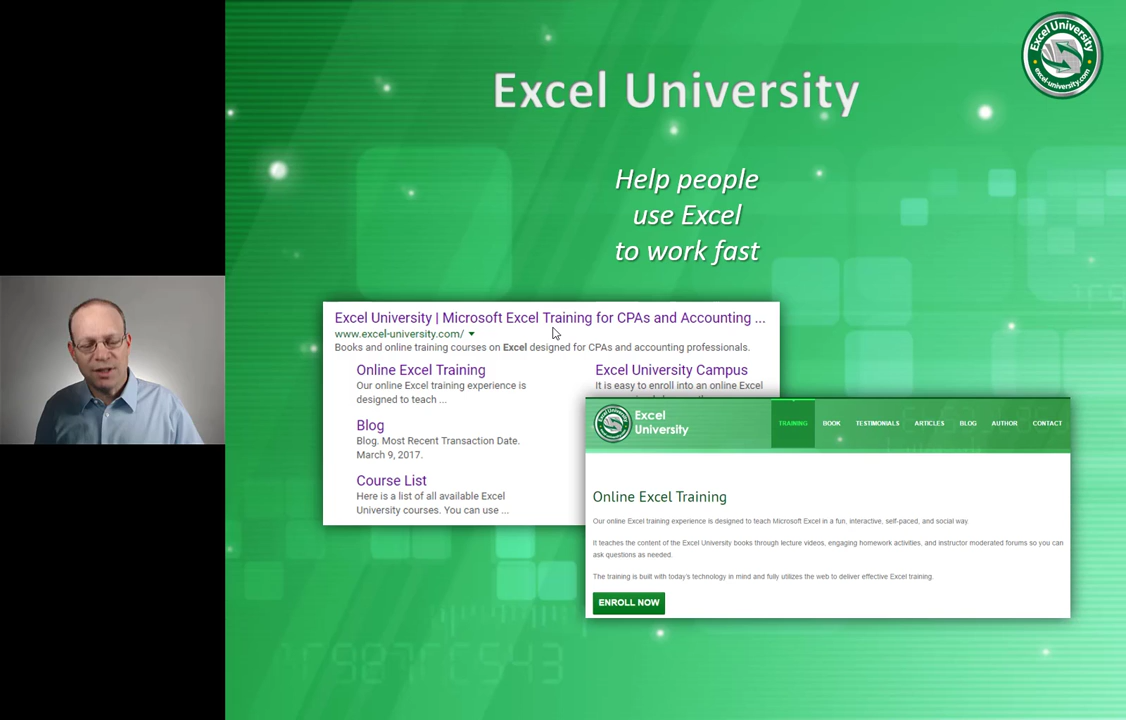 Excel University
Excel University
excel-university.com
Help people
use Excel
to work fast
Excel University | Microsoft Excel Training for CPAs and Accounting ...
www.excel-university.com/
Books and online training courses on Excel designed for CPAs and accounting professionals.
Online Excel Training
Our online Excel training experience is
designed to teach ...
Blog
Blog. Most Recent Transaction Date.
March 9, 2017.
Course List
Here is a list of all available Excel
University courses. You can use ...
Excel University Campus
It is easy to enroll into an online Excel
Excel
University
TRAINING BOOK TESTIMONIALS ARTICLES BLOG AUTHOR CONTACT
Online Excel Training
Our online Excel training experience is designed to teach Microsoft Excel in a fun, interactive, self-paced, and social way
It teaches the content of the Excel University books through lecture videos, engaging homework activities, and instructor moderated forums so you can
ask questions as needed.
The training is built with today's technology in mind and fully utilizes the web to deliver effective Excel training.
ENROLL NOW